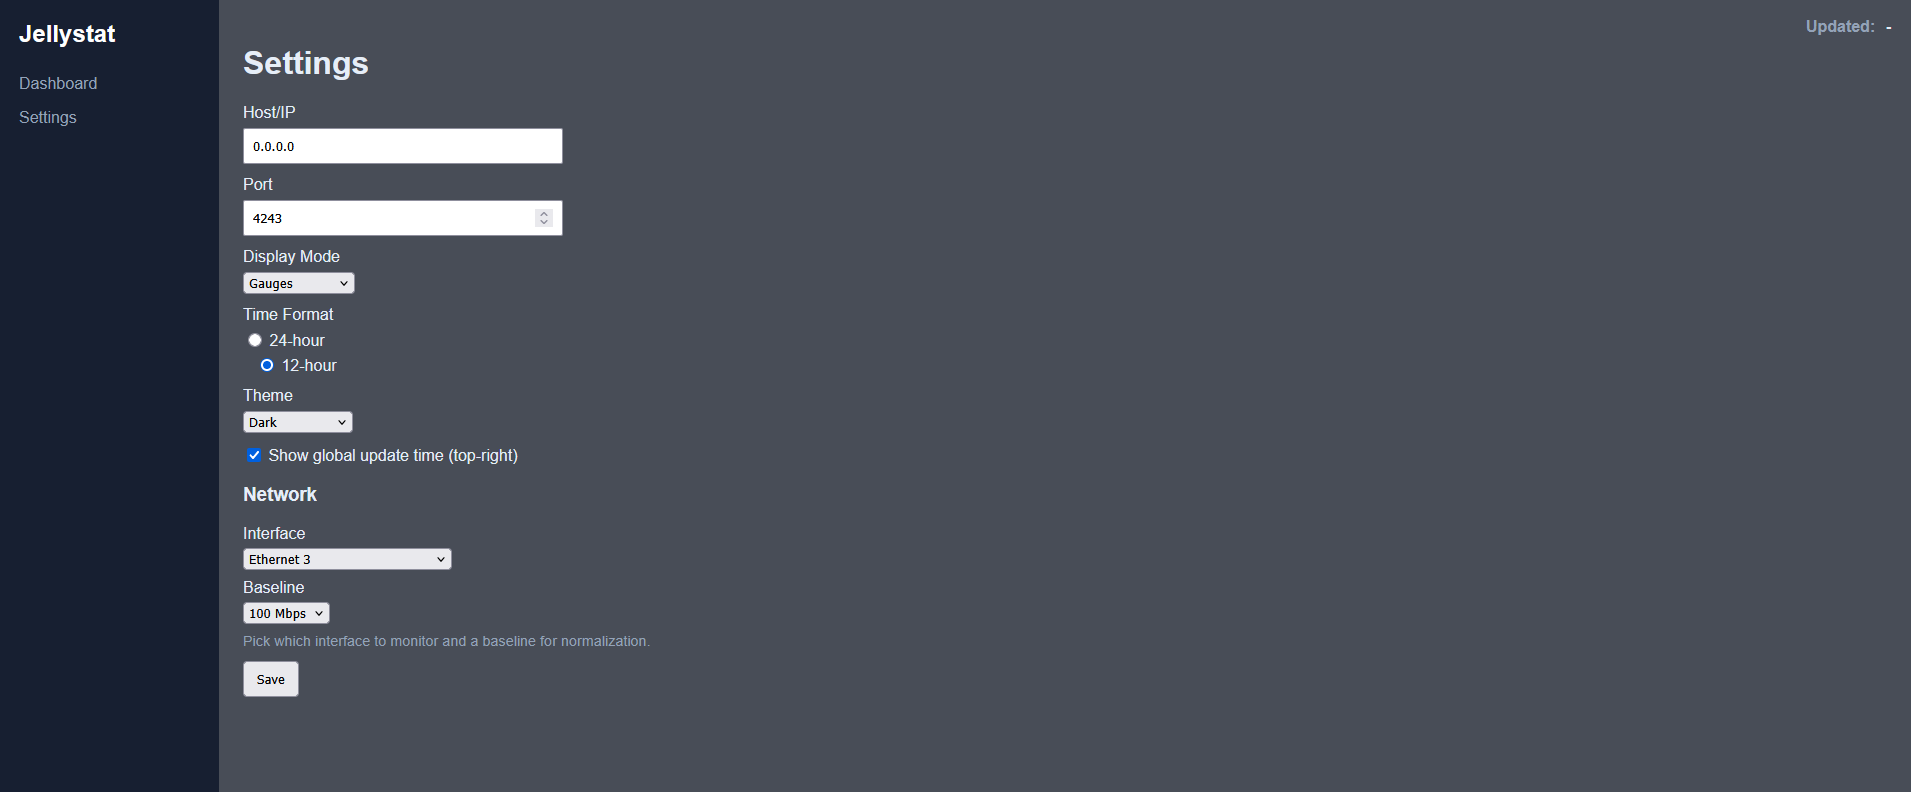 Jellystat
Dashboard
Settings
Updated: -
Settings
Host/IP
0.0.0.0
Port
4243
Display Mode
Gauges
Time Format
24-hour
12-hour
Theme
Dark
Show global update time (top-right)
Network
Interface
Ethernet 3
Baseline
100 Mbps
Pick which interface to monitor and a baseline for normalization.
Save